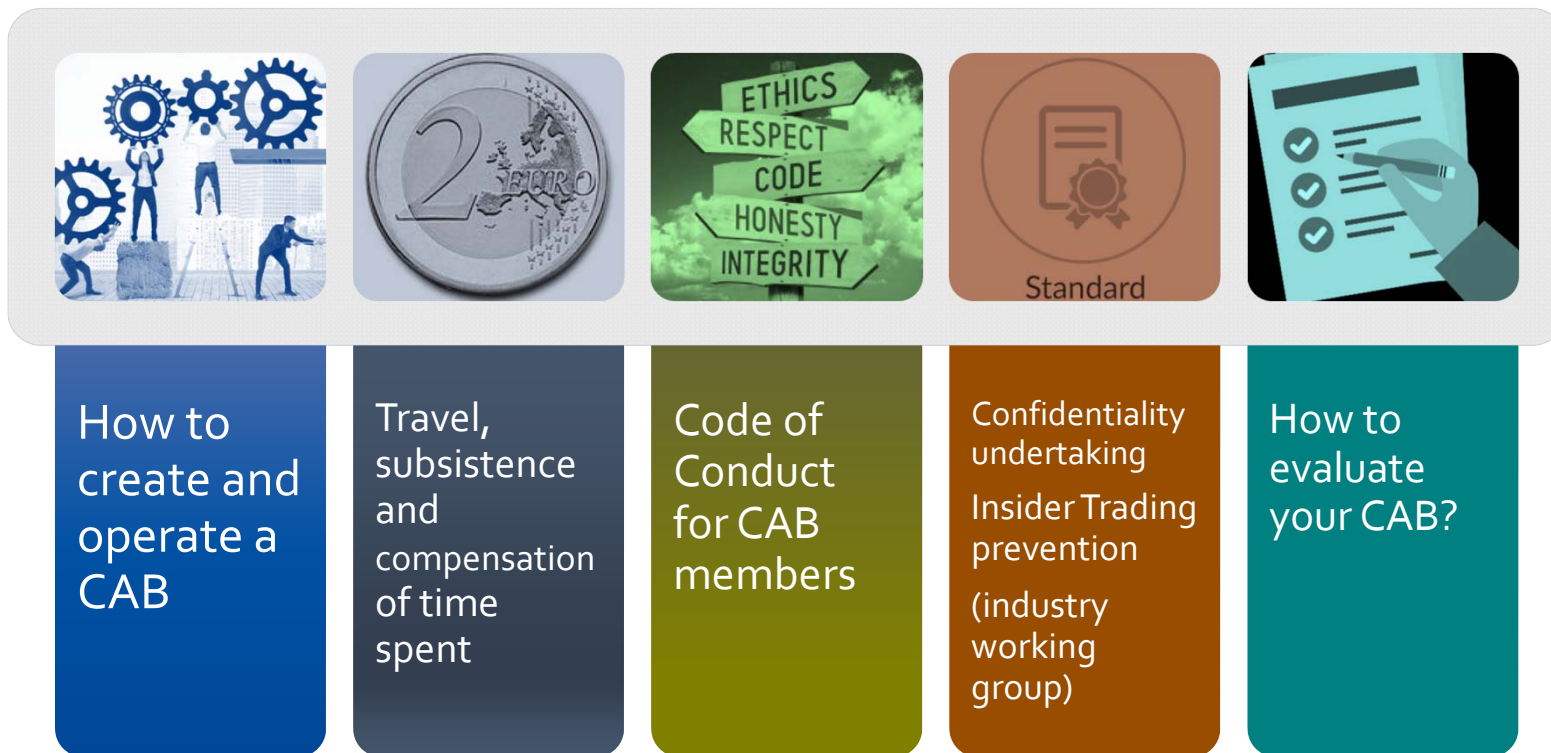 ETHICS
RESPECT
CODE
HONESTY
INTEGRITY
2 EURO
Standard
How to
create and
operate a
CAB
Travel,
subsistence
and
compensation
of time
spent
Code of
Conduct
for CAB
members
Confidentiality
undertaking
Insider Trading
prevention
(industry
working
group)
How to
evaluate
your CAB?